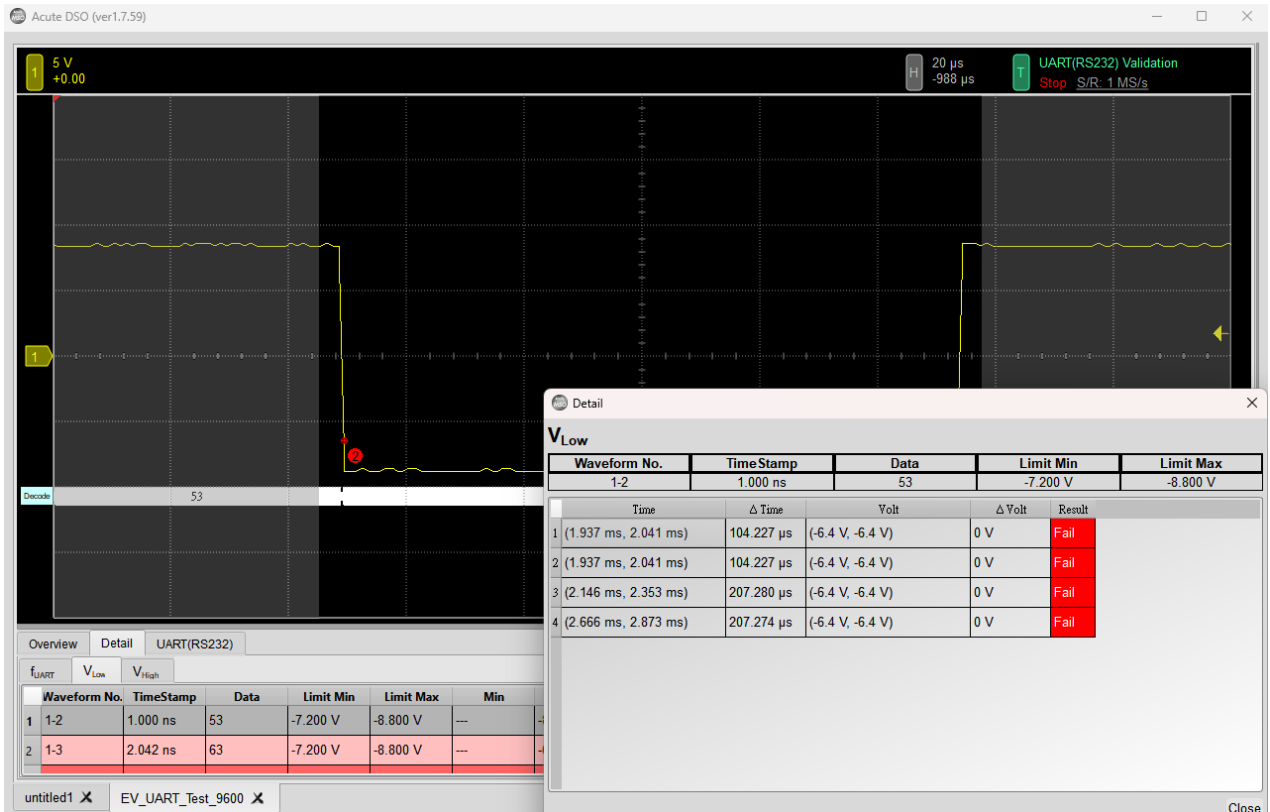 Acute DSO (ver1.7.59)
1 5 V
+0.00
H 20 µs
-988 µs
T UART(RS232) Validation
Stop S/R: 1 MS/s
1
2
Decode 53
Detail
VLow
Waveform No. TimeStamp Data Limit Min Limit Max
1-2 1.000 ns 53 -7.200 V -8.800 V
Time Δ Time Volt Δ Volt Result
1 (1.937 ms, 2.041 ms) 104.227 µs (-6.4 V, -6.4 V) 0 V Fail
2 (1.937 ms, 2.041 ms) 104.227 µs (-6.4 V, -6.4 V) 0 V Fail
3 (2.146 ms, 2.353 ms) 207.280 µs (-6.4 V, -6.4 V) 0 V Fail
4 (2.666 ms, 2.873 ms) 207.274 µs (-6.4 V, -6.4 V) 0 V Fail
Close
Overview Detail UART(RS232)
fUART VLow VHigh
Waveform No. TimeStamp Data Limit Min Limit Max Min
1 1-2 1.000 ns 53 -7.200 V -8.800 V ---
2 1-3 2.042 ns 63 -7.200 V -8.800 V ---
untitled1 X EV_UART_Test_9600 X